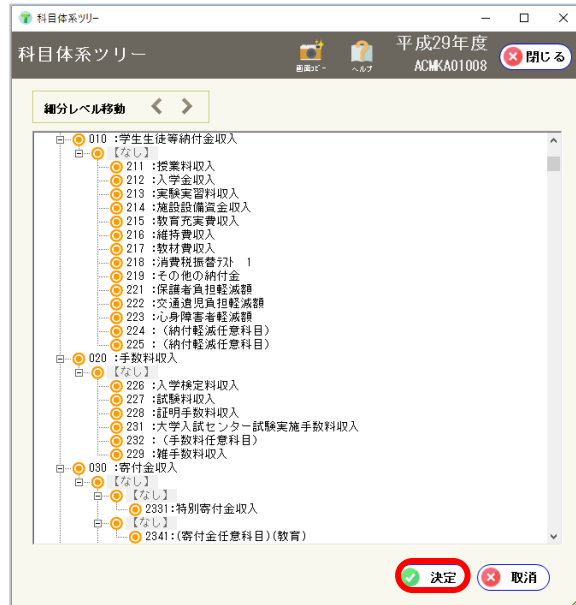 科目体系ツリー
科目体系ツリー
画面コピー
ヘルプ
平成29年度
ACMKA01008
閉じる
細分レベル移動
010 :学生生徒等納付金収入
【なし】
211 :授業料収入
212 :入学金収入
213 :実験実習料収入
214 :施設設備資金収入
215 :教育充実費収入
216 :維持費収入
217 :教材費収入
218 :消費税振替テスト 1
219 :その他の納付金
221 :保護者負担軽減額
222 :交通遺児負担軽減額
223 :心身障害者軽減額
224 :（納付軽減任意科目）
225 :（納付軽減任意科目）
020 :手数料収入
【なし】
226 :入学検定料収入
227 :試験料収入
228 :証明手数料収入
231 :大学入試センター試験実施手数料収入
232 :（手数料任意科目）
229 :雑手数料収入
030 :寄付金収入
【なし】
【なし】
2331:特別寄付金収入
【なし】
2341:(寄付金任意科目)(教育)
決定
取消